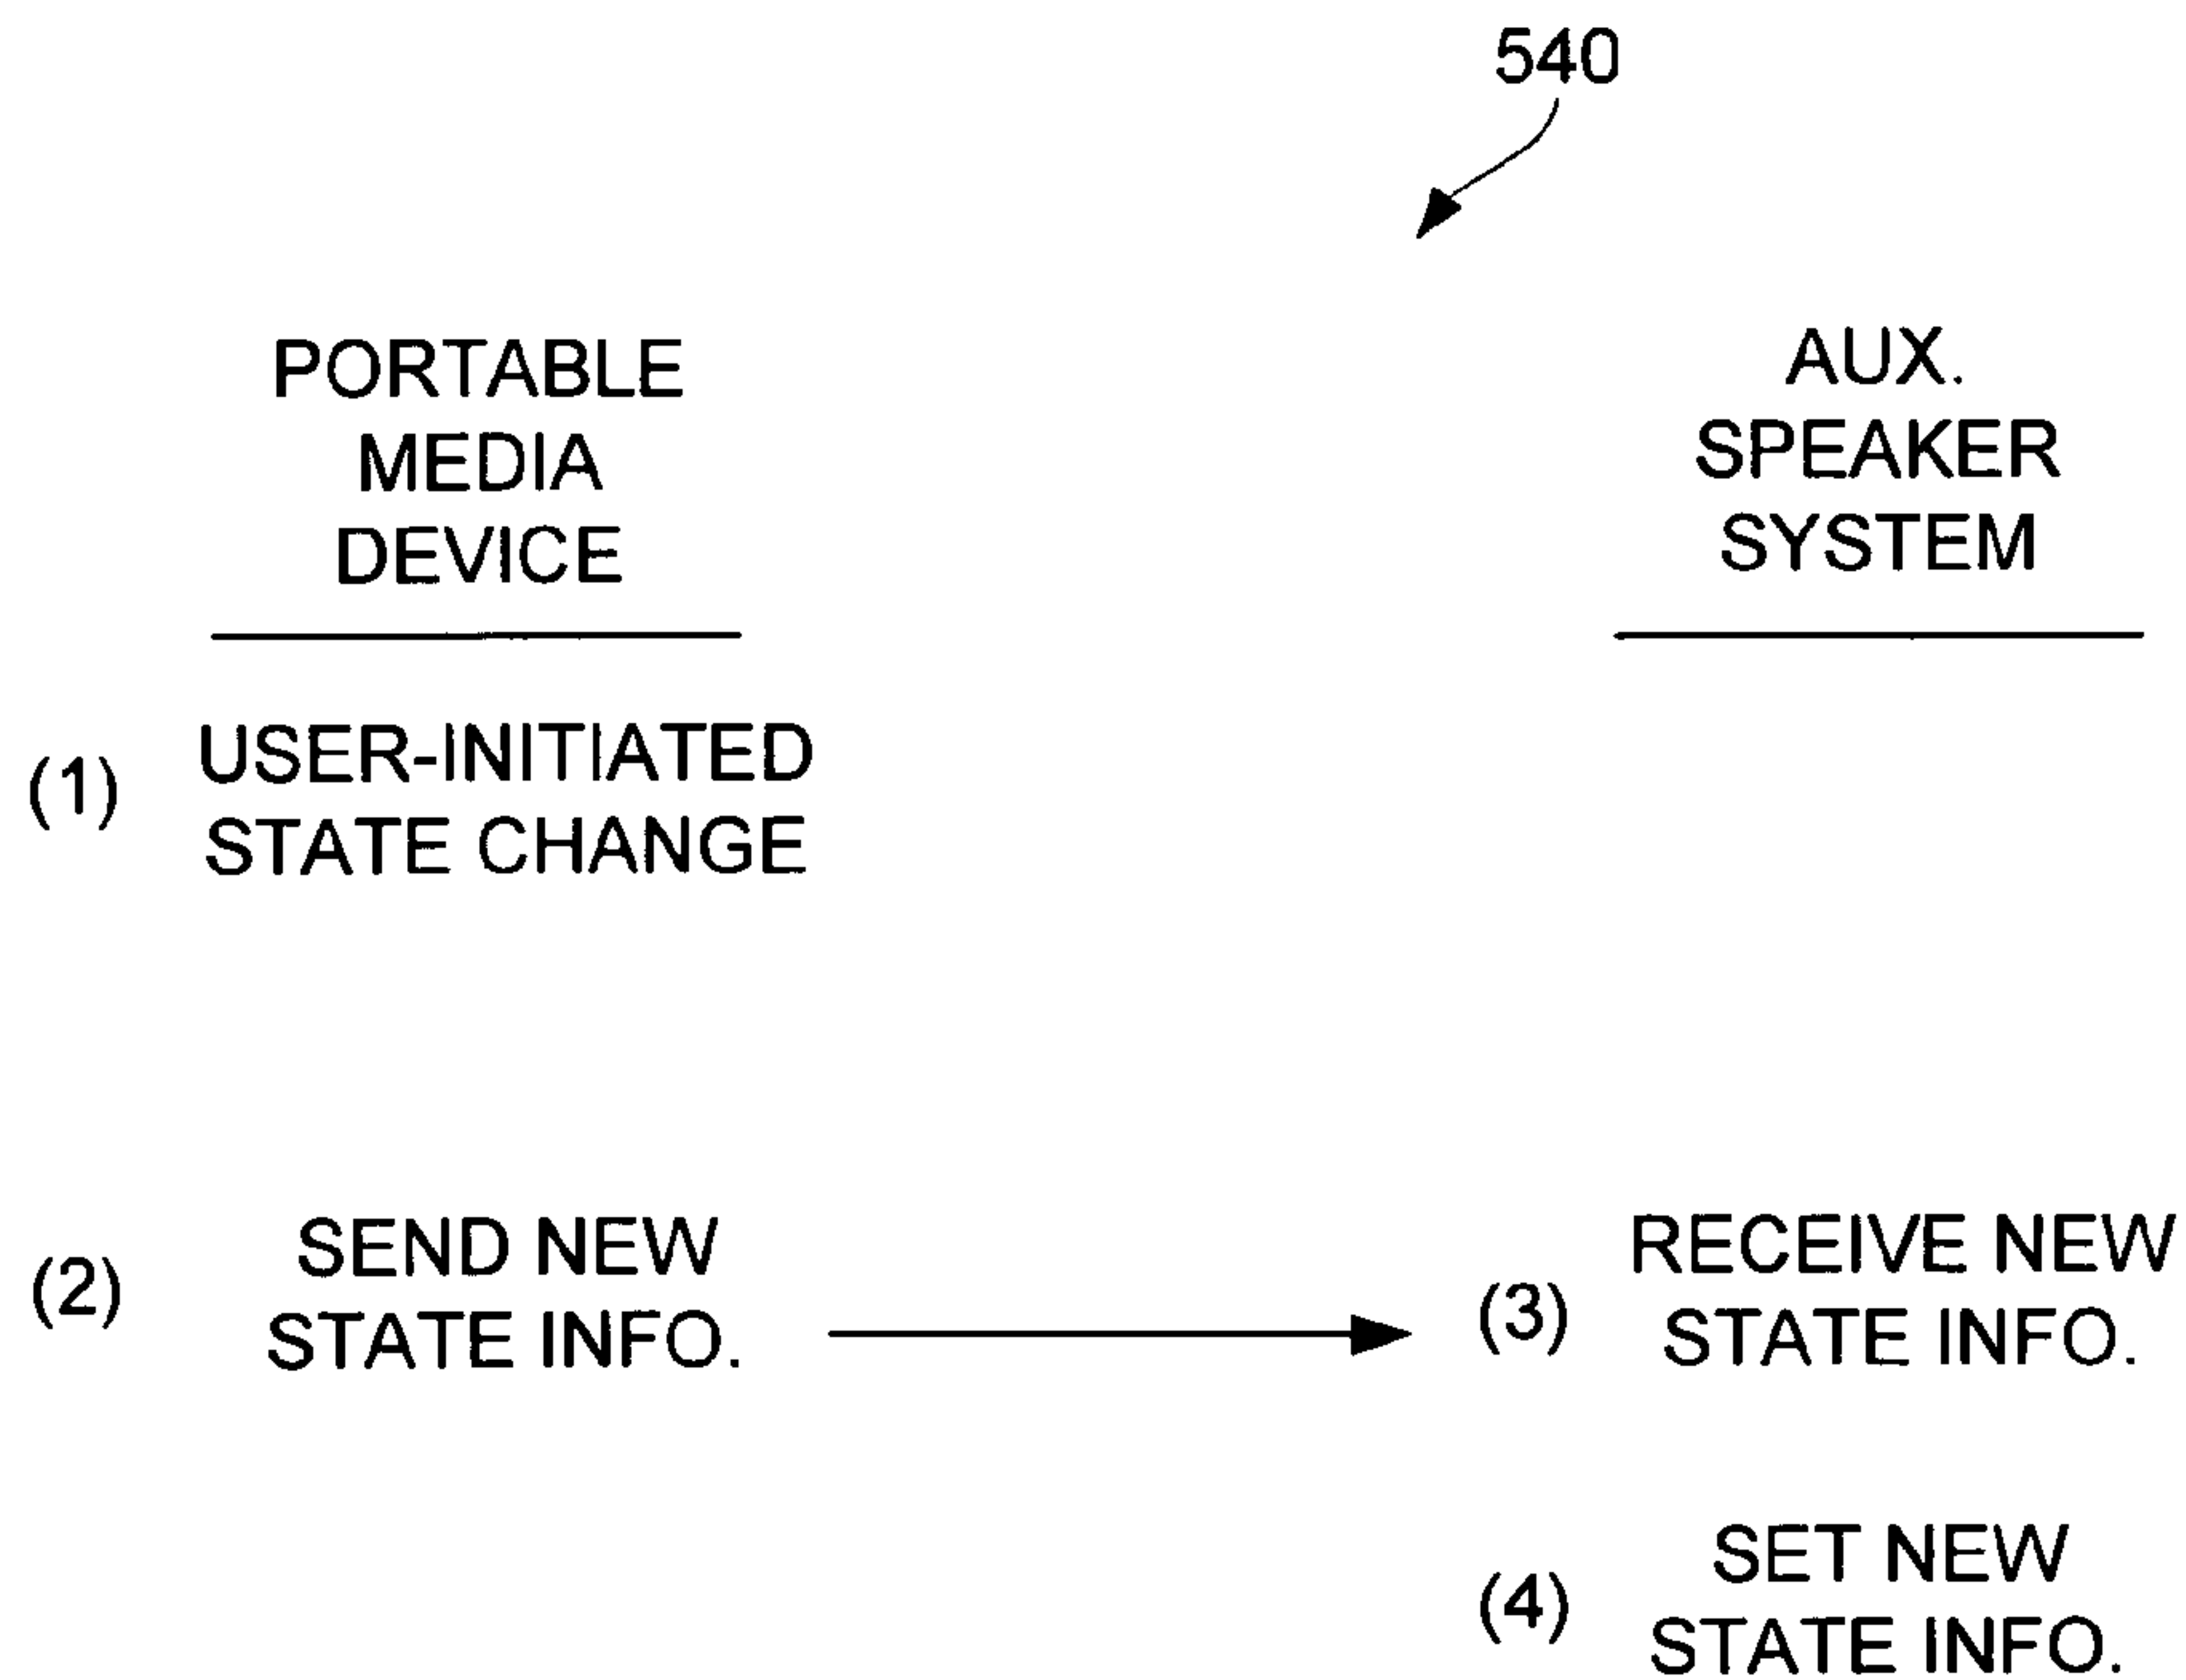 540
PORTABLE
MEDIA
DEVICE
AUX.
SPEAKER
SYSTEM
(1)
USER-INITIATED
STATE CHANGE
(2)
SEND NEW
STATE INFO.
(3)
RECEIVE NEW
STATE INFO.
(4)
SET NEW
STATE INFO.